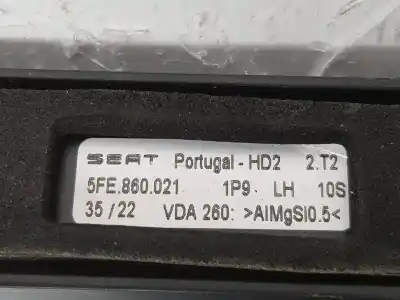 SEAT Portugal - HD2 2.T2
5FE.860.021 1P9. LH 10S
35 / 22 VDA 260: >AlMgSi0.5<